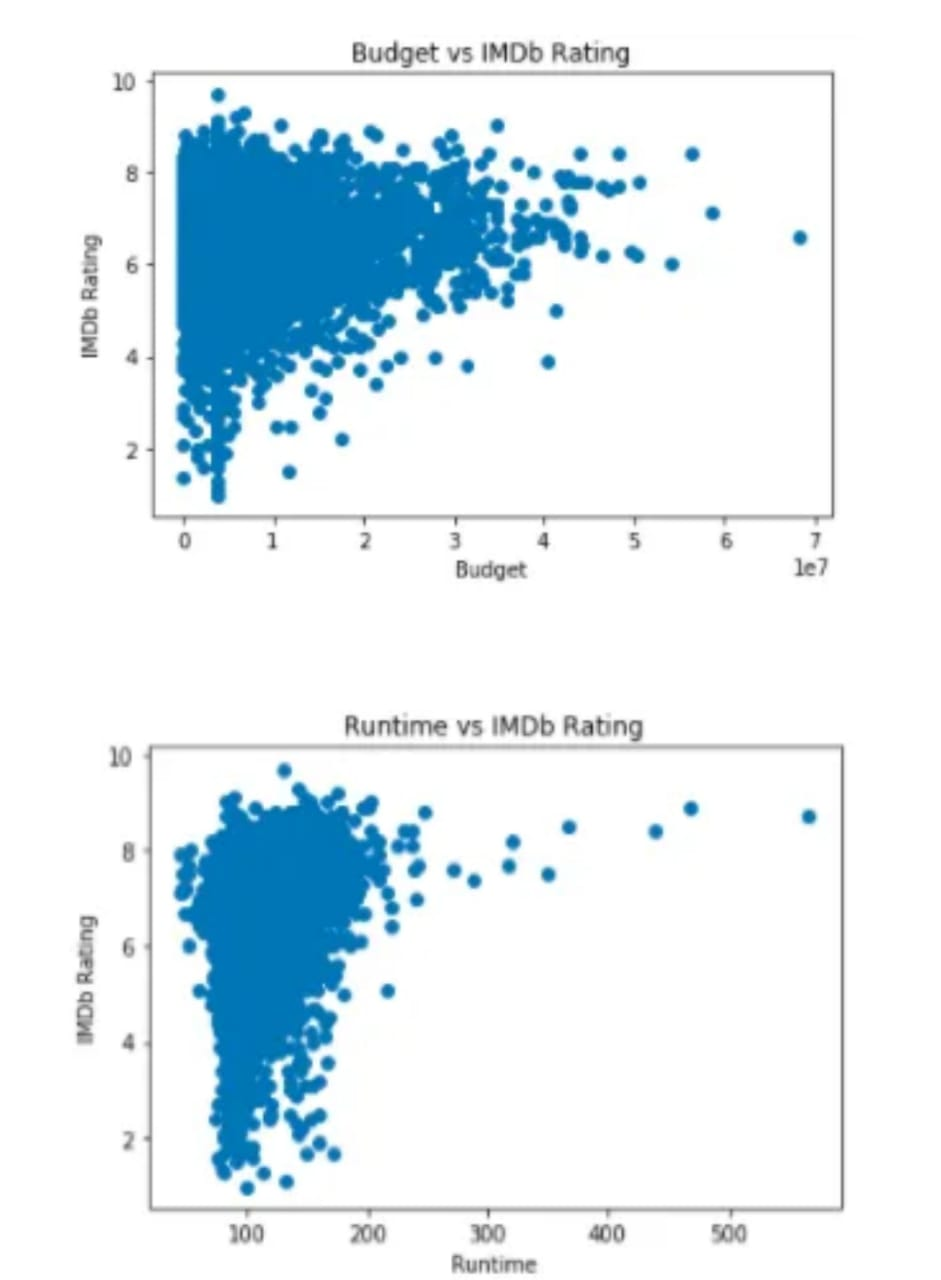 Budget vs IMDb Rating
10
8
6
4
2
IMDb Rating
0 1 2 3 4 5 6 7
1e7
Budget
Runtime vs IMDb Rating
10
8
6
4
2
IMDb Rating
100 200 300 400 500
Runtime